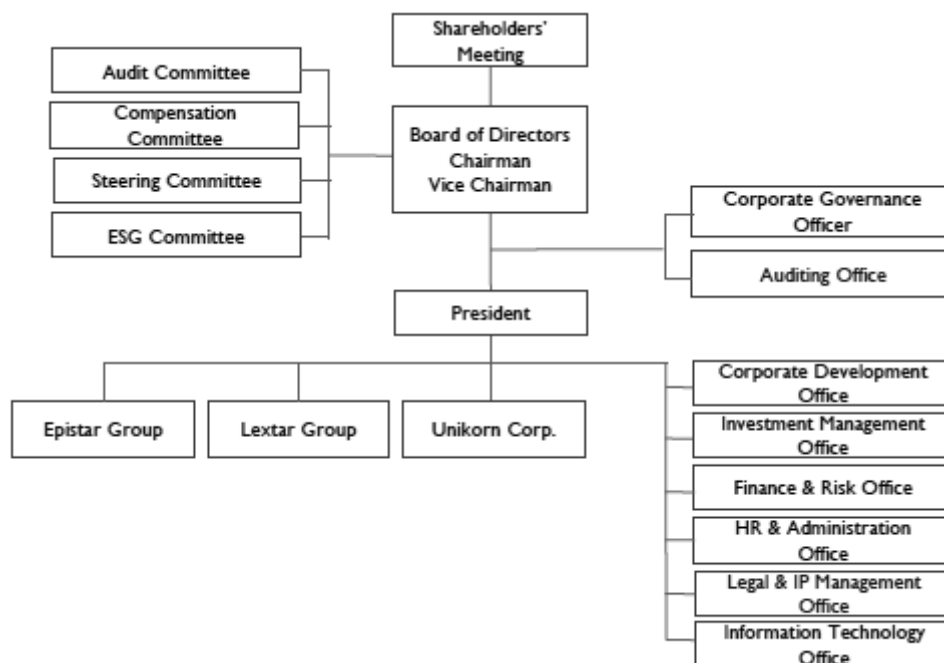 Shareholders'
Meeting
Audit Committee
Compensation
Committee
Steering Committee
ESG Committee
Board of Directors
Chairman
Vice Chairman
Corporate Governance
Officer
Auditing Office
President
Epistar Group
Lextar Group
Unikorn Corp.
Corporate Development
Office
Investment Management
Office
Finance & Risk Office
HR & Administration
Office
Legal & IP Management
Office
Information Technology
Office